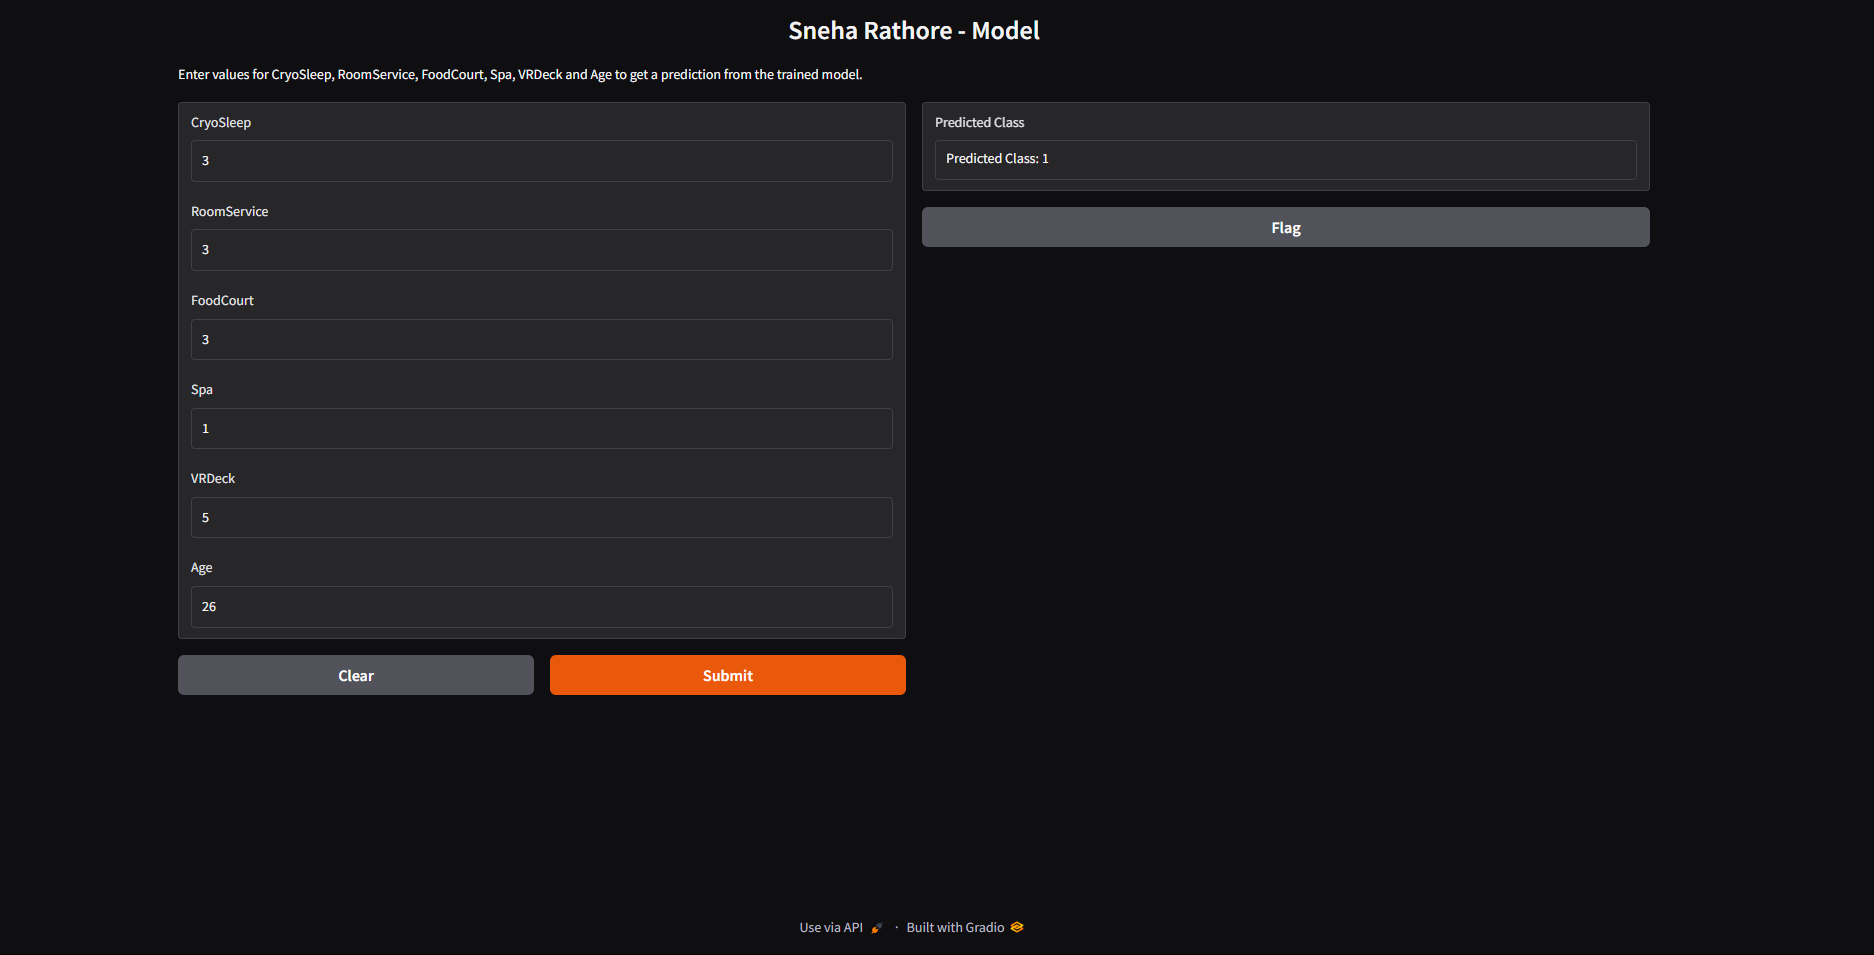 Sneha Rathore - Model
Enter values for CryoSleep, RoomService, FoodCourt, Spa, VRDeck and Age to get a prediction from the trained model.
CryoSleep
3
RoomService
3
FoodCourt
3
Spa
1
VRDeck
5
Age
26
Clear
Submit
Predicted Class
Predicted Class: 1
Flag
Use via API · Built with Gradio